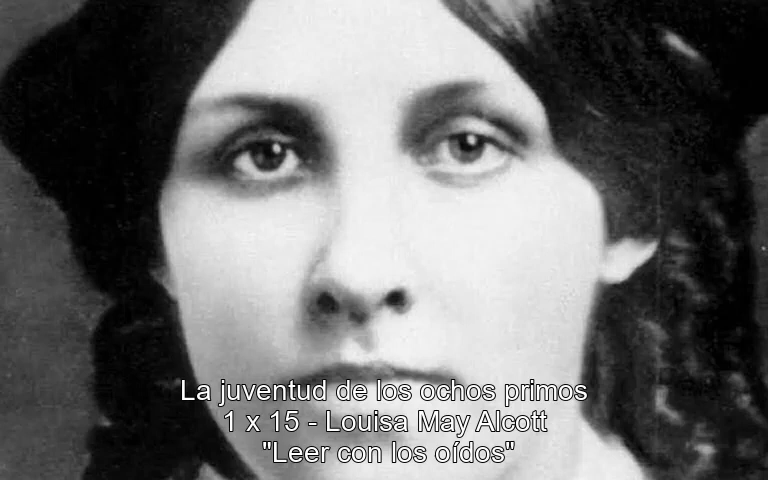 La juventud de los ochos primos
1 x 15 - Louisa May Alcott
"Leer con los oídos"